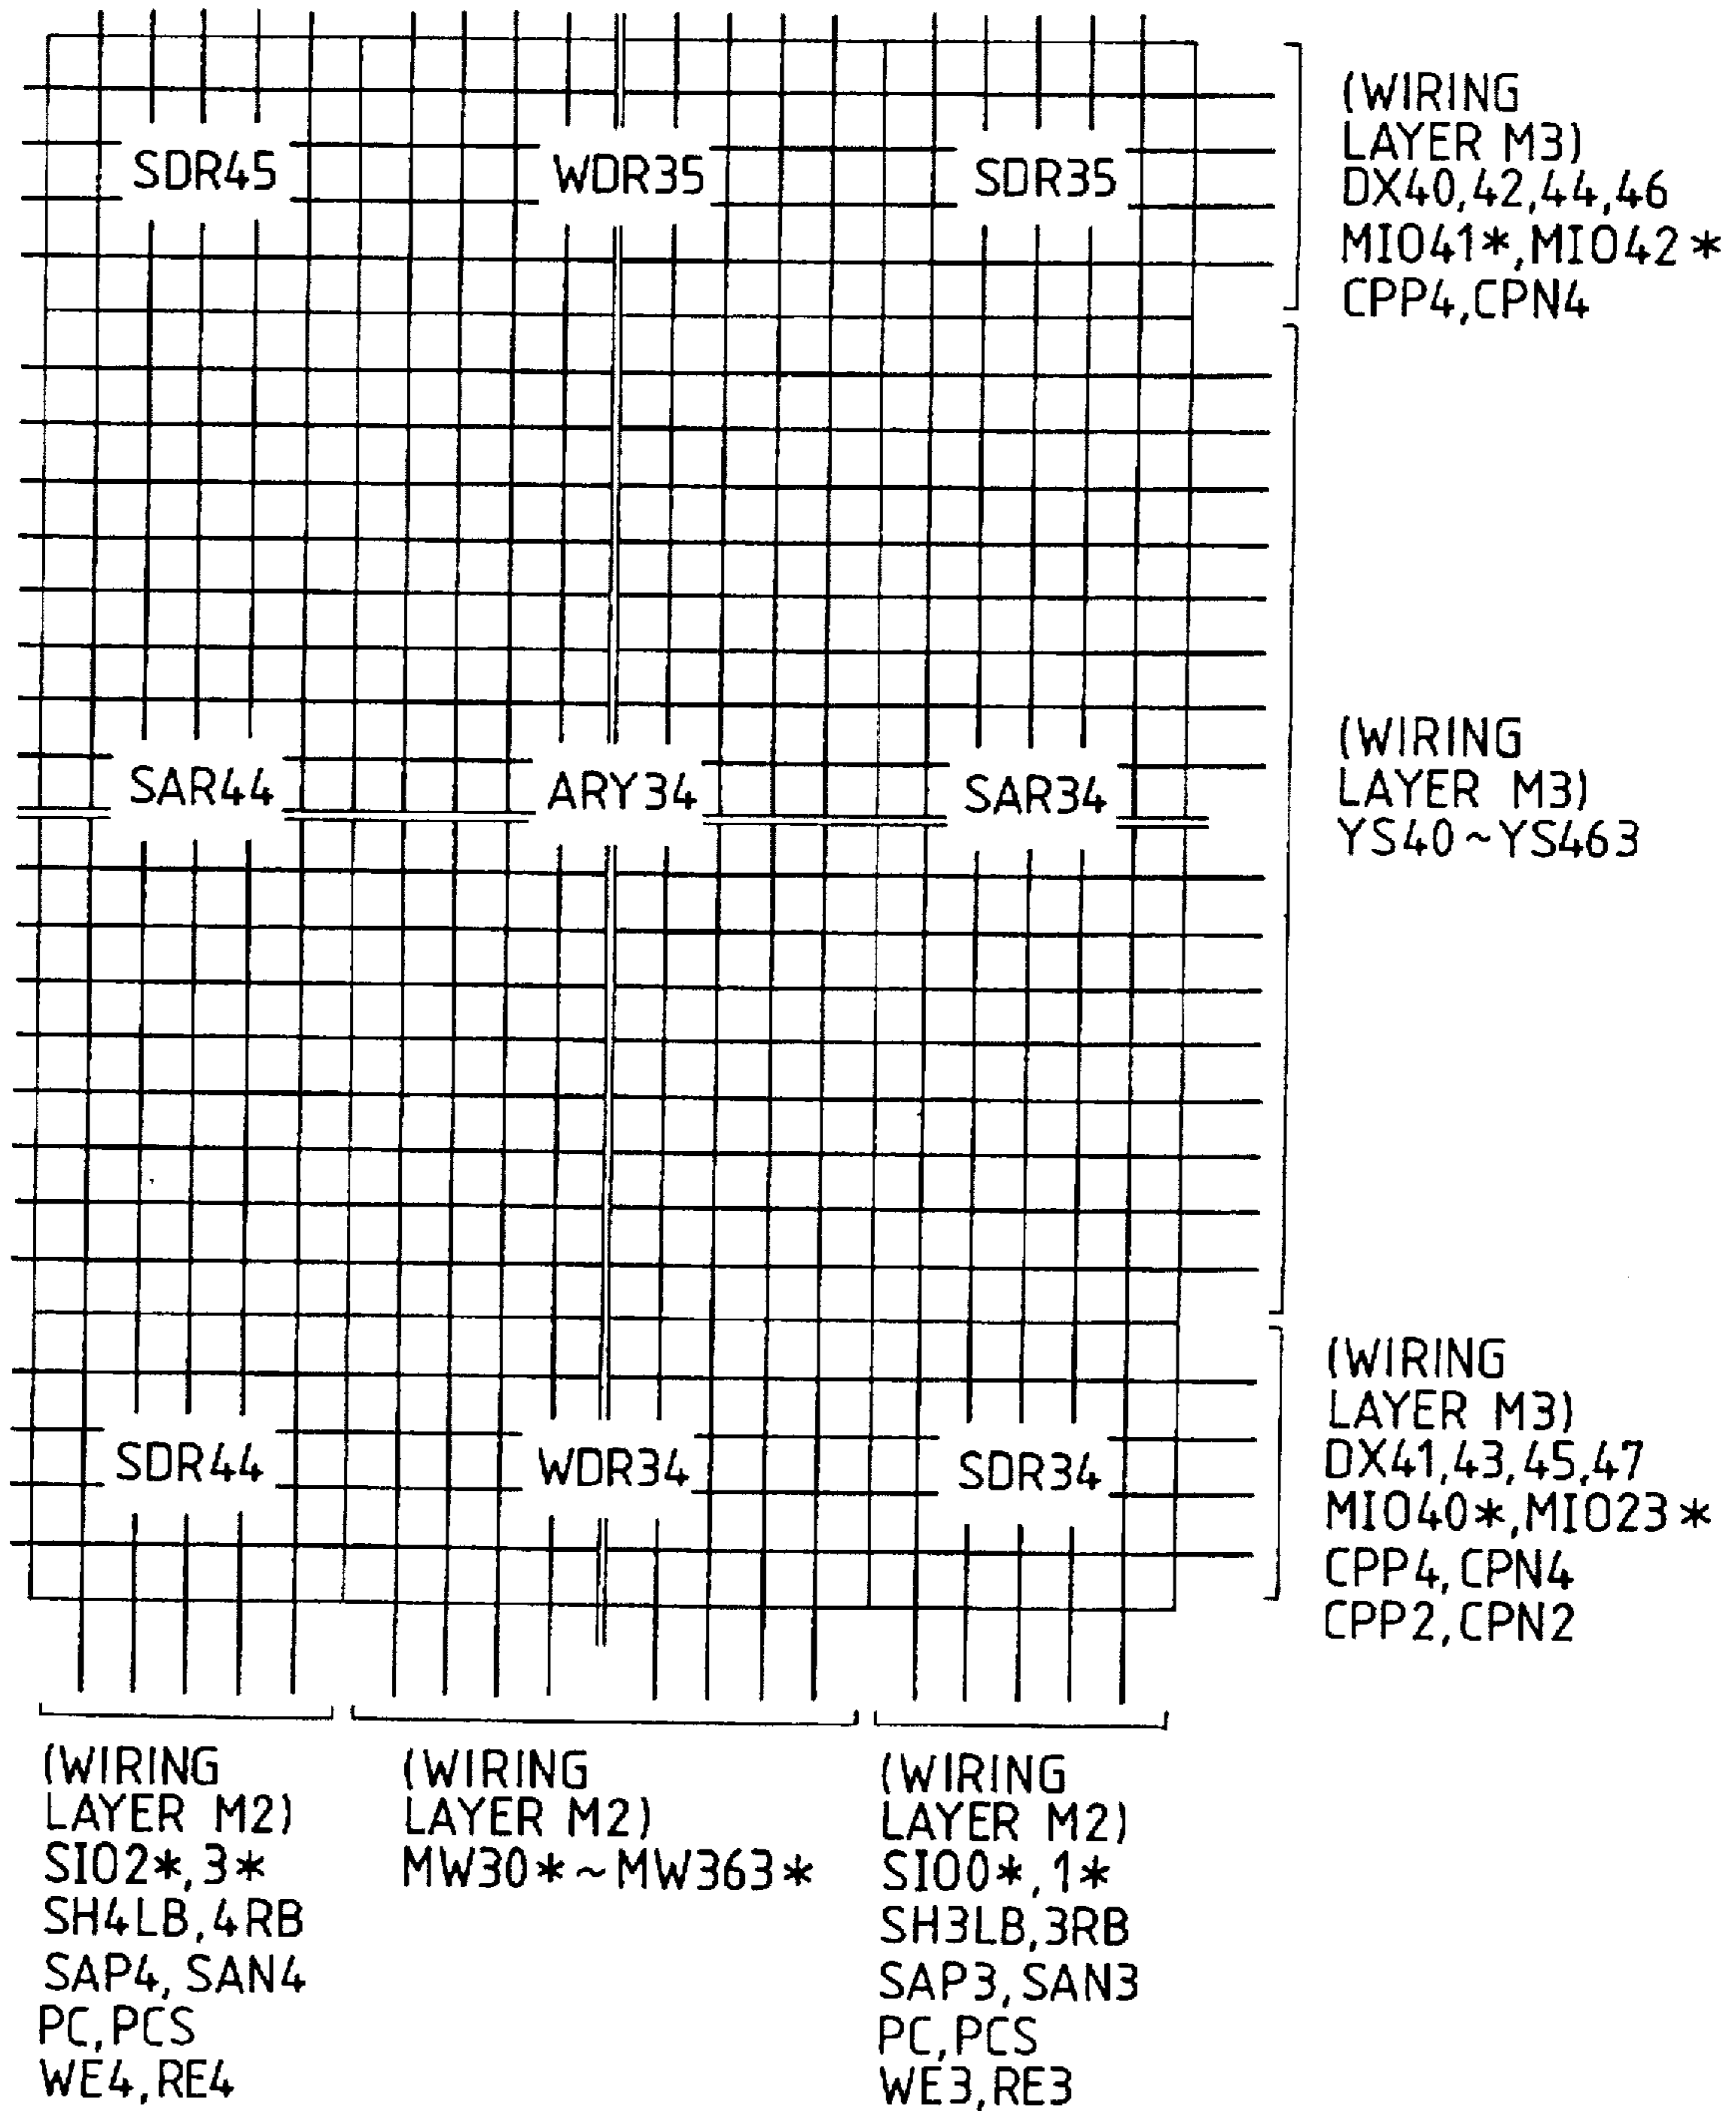 (WIRING
LAYER M3)
DX40,42,44,46
MIO41*,MIO42*
CPP4,CPN4
SDR45 WDR35 SDR35
(WIRING
LAYER M3)
YS40~YS463
SAR44 ARY34 SAR34
(WIRING
LAYER M3)
DX41,43,45,47
MIO40*,MIO23*
CPP4,CPN4
CPP2,CPN2
SDR44 WDR34 SDR34
(WIRING
LAYER M2)
SIO2*,3*
SH4LB,4RB
SAP4, SAN4
PC,PCS
WE4,RE4
(WIRING
LAYER M2)
MW30*~MW363*
(WIRING
LAYER M2)
SIO0*,1*
SH3LB,3RB
SAP3, SAN3
PC,PCS
WE3,RE3